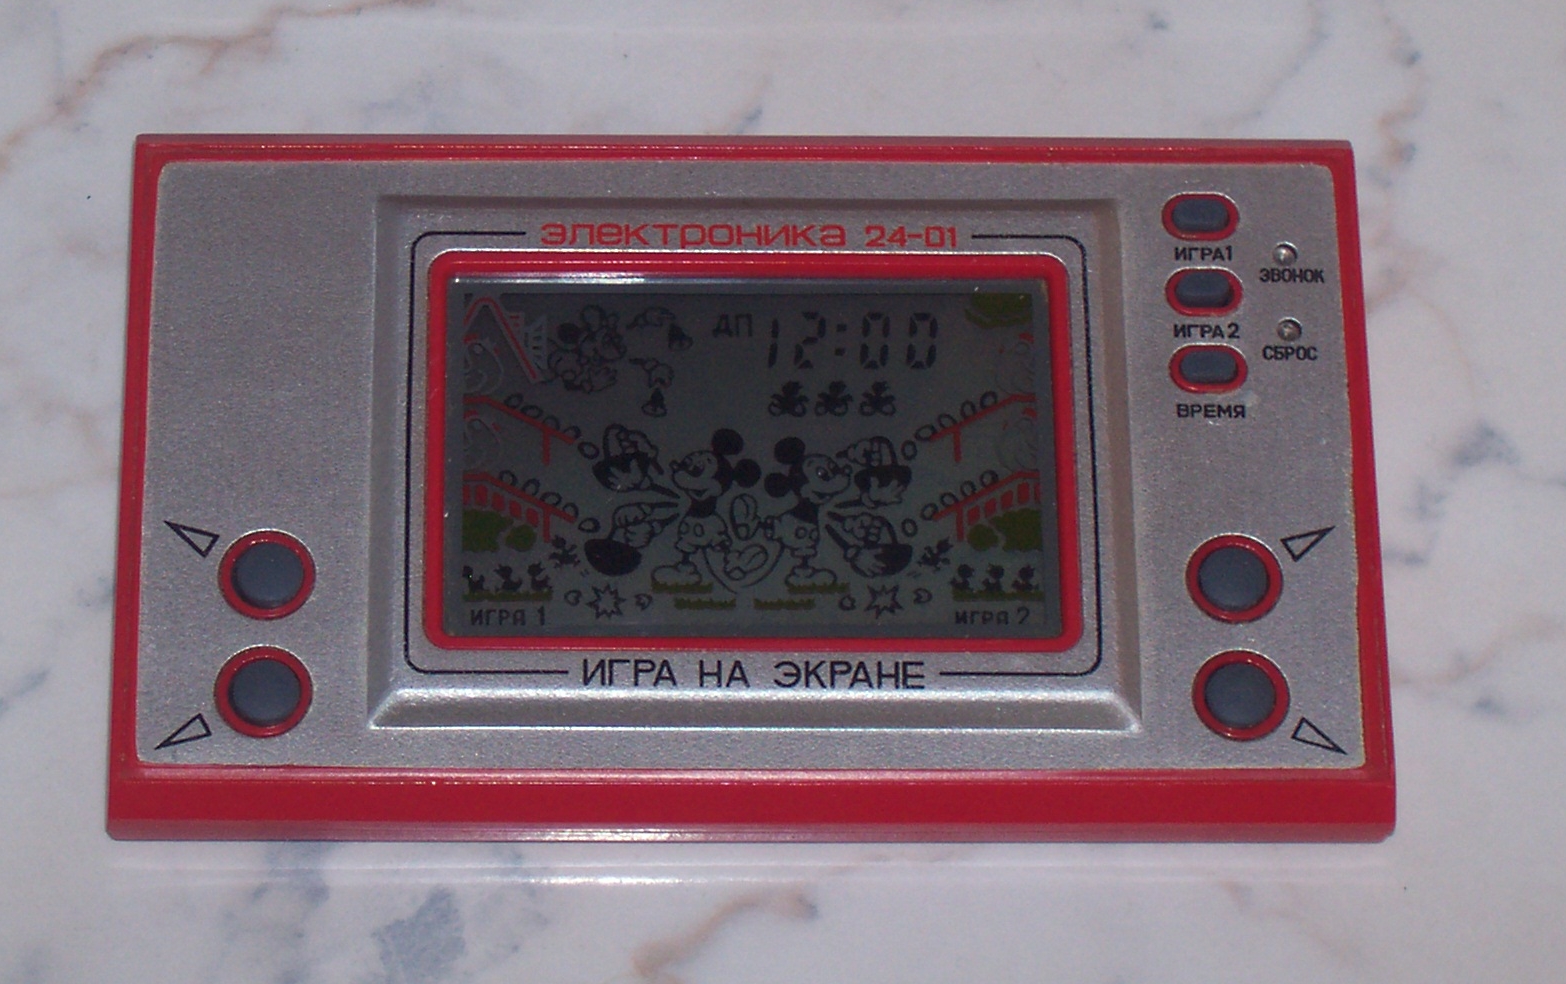 электроника 24-01
ДП 12:00
ИГРА 1
ИГРА 2
ИГРА НА ЭКРАНЕ
ИГРА1
ЗВОНОК
ИГРА 2
СБРОС
ВРЕМЯ